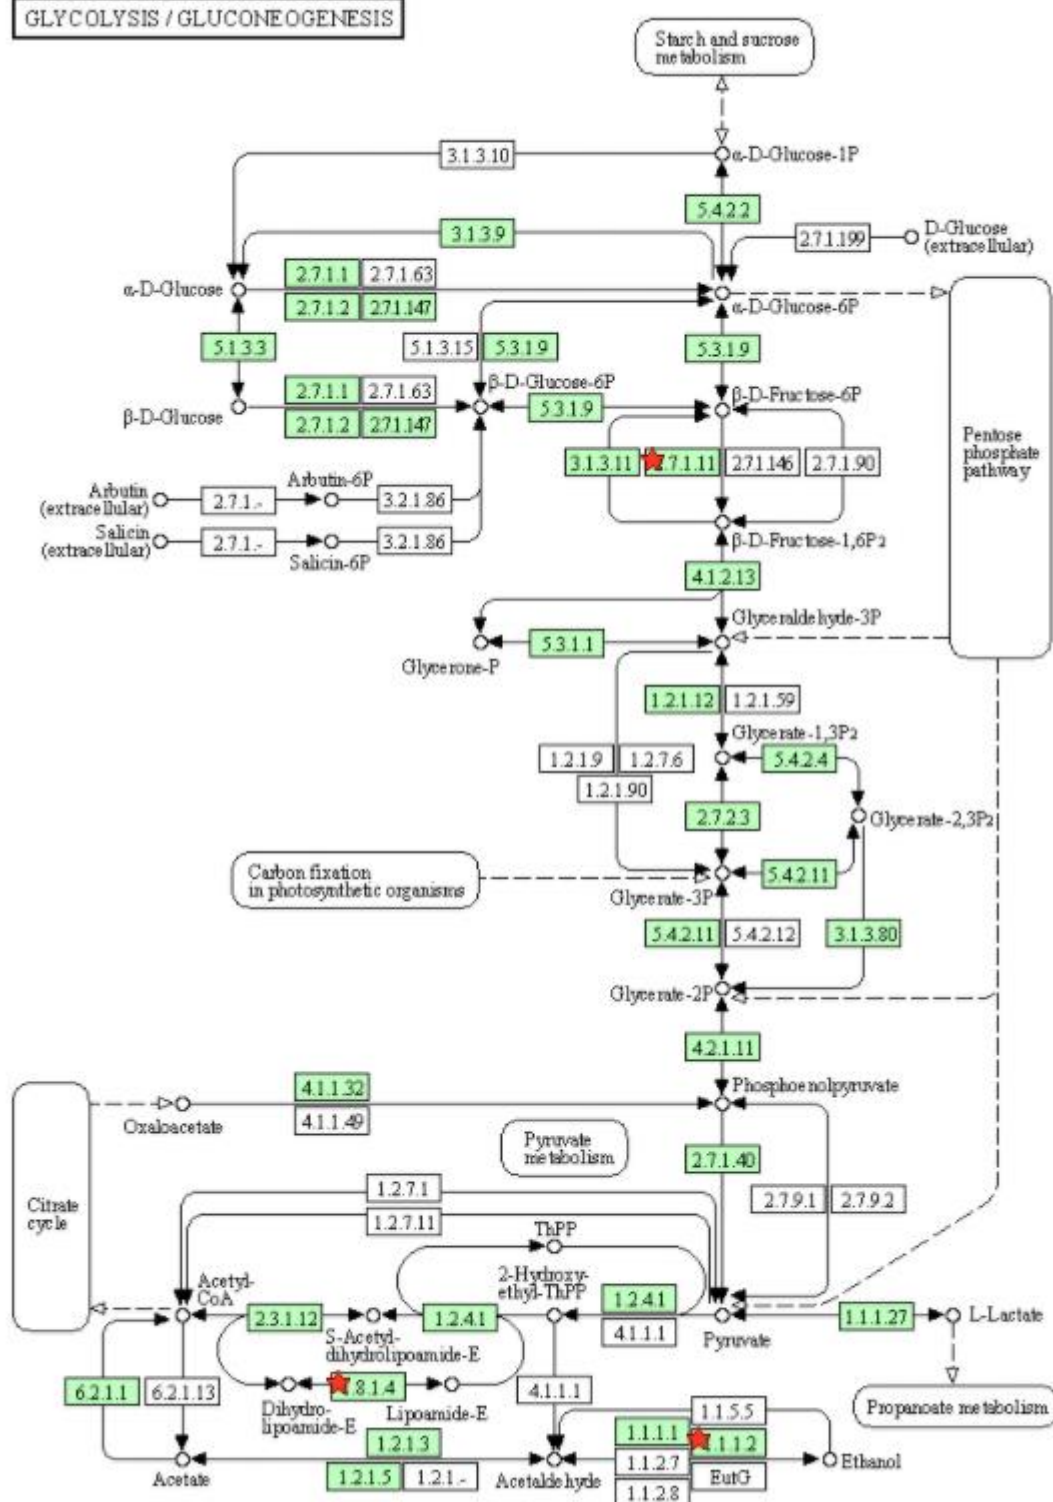 GLYCOLYSIS / GLUCONEOGENESIS
Starch and sucrose
metabolism
3.1.3.10
α-D-Glucose-1P
5.4.2.2
3.1.3.9
2.7.1.199
D-Glucose
(extracellular)
2.7.1.1
2.7.1.63
α-D-Glucose
2.7.1.2
2.7.1.147
α-D-Glucose-6P
5.1.3.3
5.1.3.15
5.3.1.9
5.3.1.9
2.7.1.1
2.7.1.63
β-D-Glucose-6P
β-D-Fructose-6P
β-D-Glucose
2.7.1.2
2.7.1.147
5.3.1.9
Pentose
phosphate
pathway
3.1.3.11
.7.1.11
2.7.1.146
2.7.1.90
Arbutin
(extracellular)
2.7.1.-
Arbutin-6P
3.2.1.86
Salicin
(extracellular)
2.7.1.-
Salicin-6P
3.2.1.86
β-D-Fructose-1,6P2
4.1.2.13
Glyceraldehyde-3P
5.3.1.1
Glycerone-P
1.2.1.12
1.2.1.59
Glycerate-1,3P2
1.2.1.9
1.2.7.6
5.4.2.4
1.2.1.90
2.7.2.3
Glycerate-2,3P2
Carbon fixation
in photosynthetic organisms
5.4.2.11
Glycerate-3P
5.4.2.11
5.4.2.12
3.1.3.80
Glycerate-2P
4.2.1.11
4.1.1.32
Phosphoenolpyruvate
Oxaloacetate
4.1.1.49
Pyruvate
metabolism
2.7.1.40
Citrate
cycle
1.2.7.1
2.7.9.1
2.7.9.2
1.2.7.11
ThPP
Acetyl-
CoA
2-Hydroxy-
ethyl-ThPP
1.2.4.1
2.3.1.12
1.2.4.1
4.1.1.1
Pyruvate
1.1.1.27
L-Lactate
S-Acetyl-
dihydrolipoamide-E
6.2.1.1
6.2.1.13
.8.1.4
4.1.1.1
Dihydro-
lipoamide-E
Lipoamide-E
Propanoate metabolism
1.1.5.5
1.2.1.3
1.1.1.1
.1.1.2
Acetate
1.2.1.5
1.2.1.-
Acetaldehyde
1.1.2.7
EutG
Ethanol
1.1.2.8